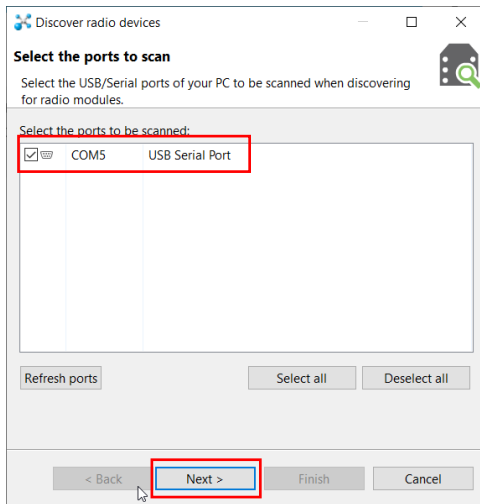 Discover radio devices
Select the ports to scan
Select the USB/Serial ports of your PC to be scanned when discovering
for radio modules.
Select the ports to be scanned:
COM5 USB Serial Port
Refresh ports Select all Deselect all
< Back Next > Finish Cancel